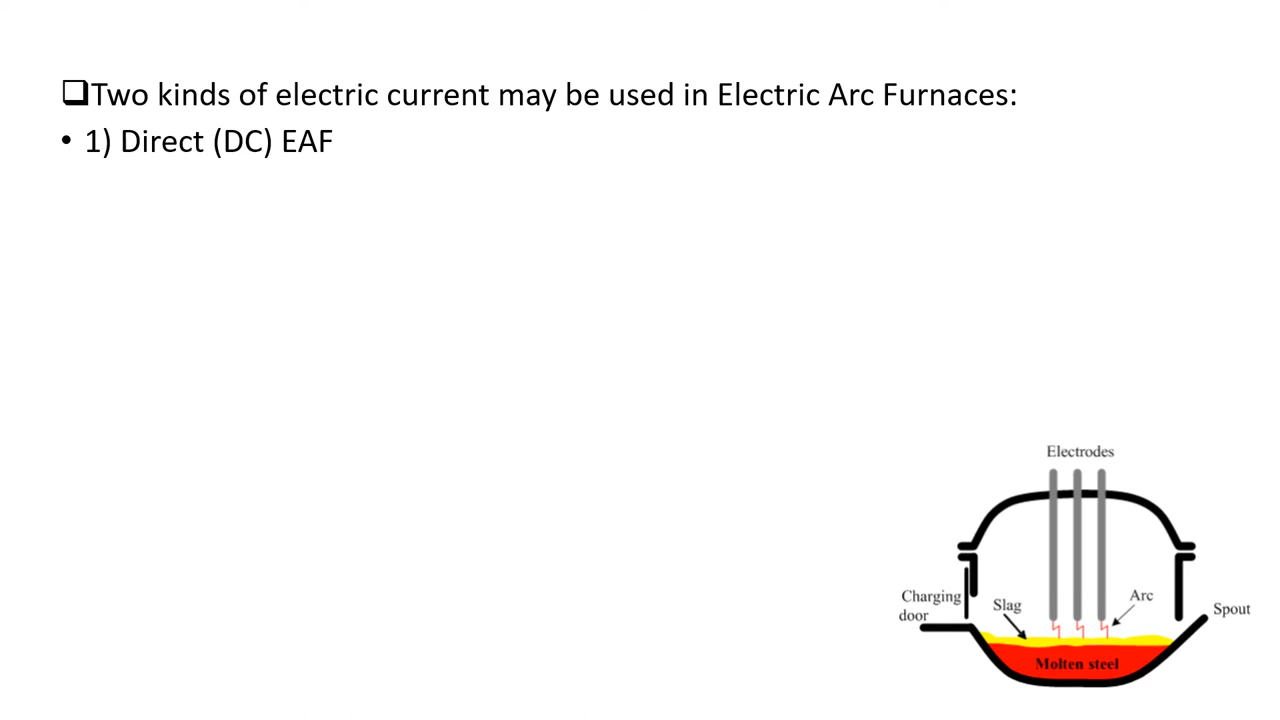 ❑Two kinds of electric current may be used in Electric Arc Furnaces:
• 1) Direct (DC) EAF
Electrodes
Charging
door
Slag
Arc
Spout
Molten steel